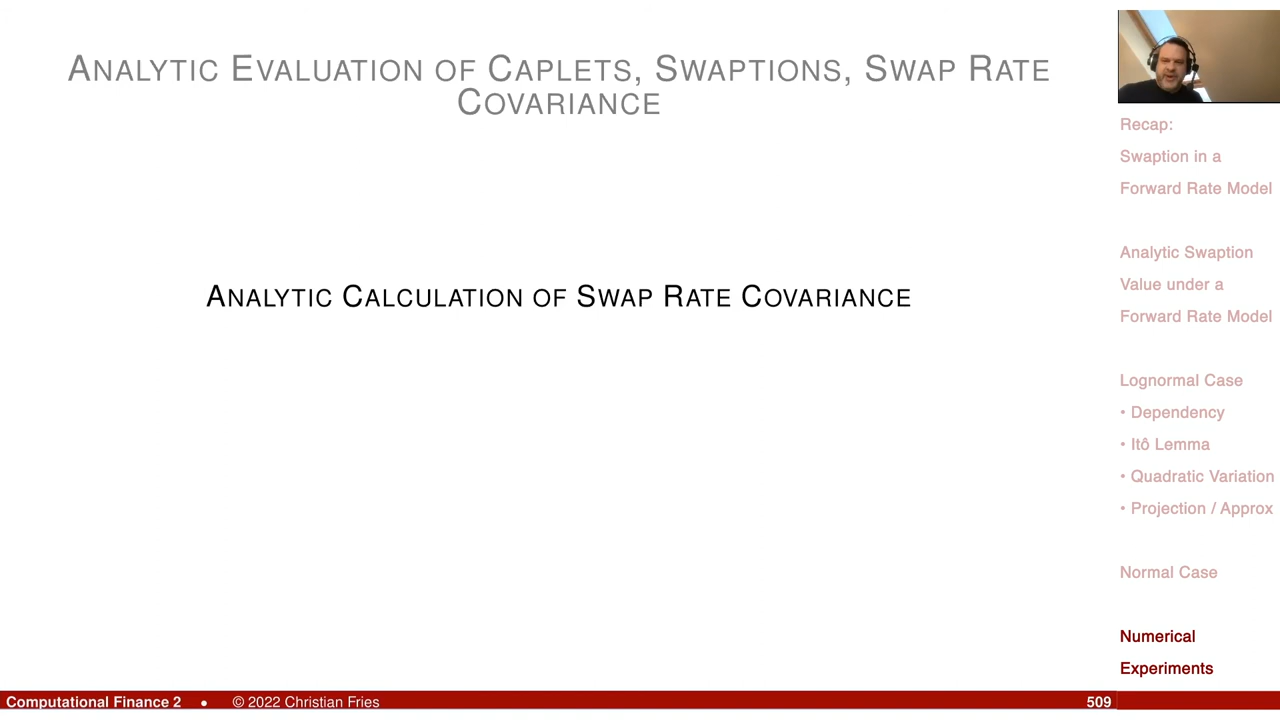 ANALYTIC EVALUATION OF CAPLETS, SWAPTIONS, SWAP RATE
COVARIANCE
ANALYTIC CALCULATION OF SWAP RATE COVARIANCE
Recap:
Swaption in a
Forward Rate Model
Analytic Swaption
Value under a
Forward Rate Model
Lognormal Case
• Dependency
• Itô Lemma
• Quadratic Variation
• Projection / Approx
Normal Case
Numerical
Experiments
Computational Finance 2 • © 2022 Christian Fries 509